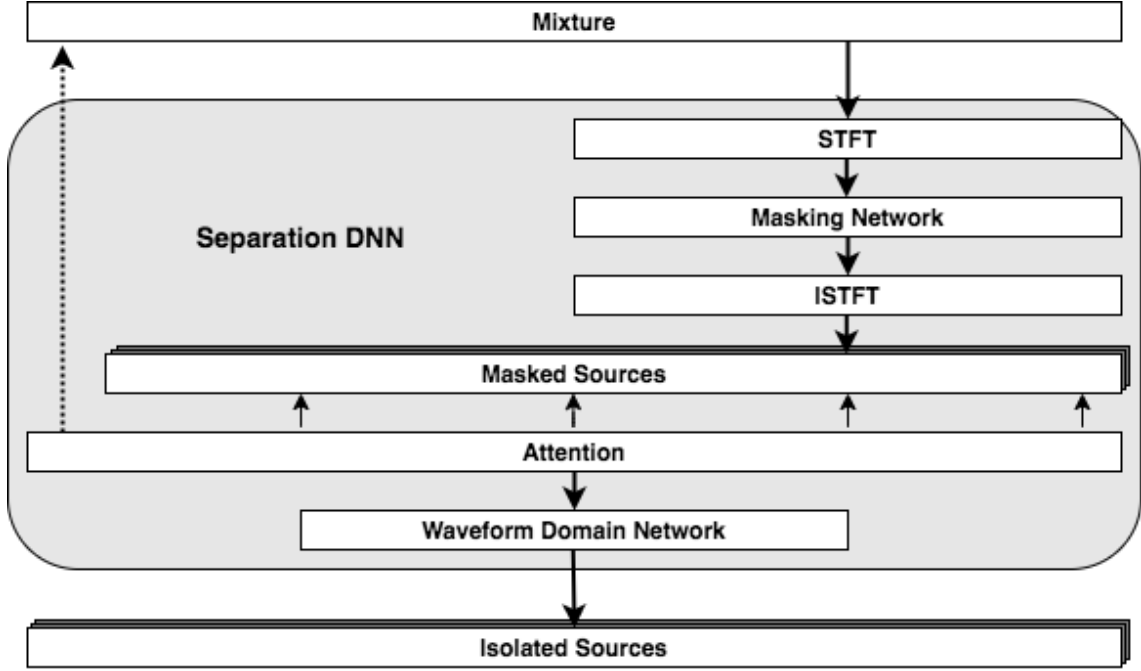 Mixture
STFT
Masking Network
Separation DNN
ISTFT
Masked Sources
Attention
Waveform Domain Network
Isolated Sources